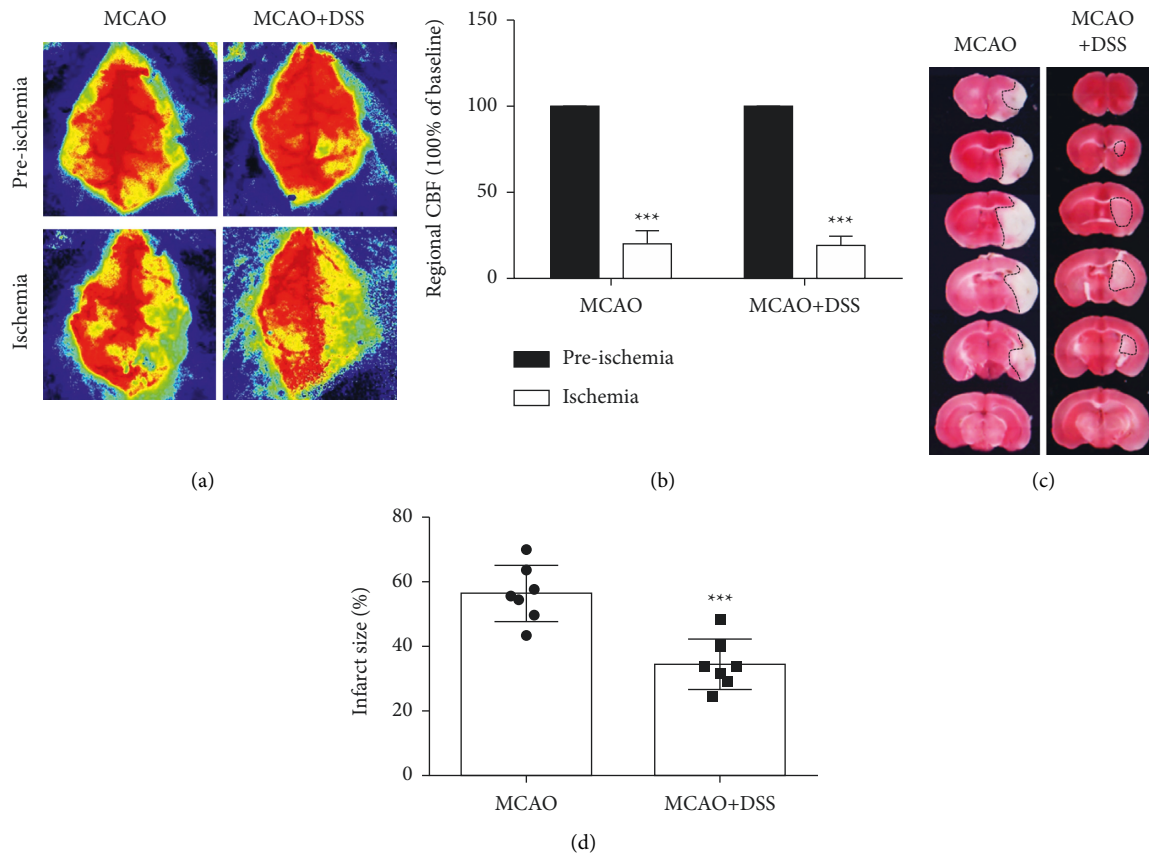 MCAO
MCAO+DSS
Pre-ischemia
Ischemia
(a)
150
100
50
0
Regional CBF (100% of baseline)
***
***
MCAO
MCAO+DSS
Pre-ischemia
Ischemia
(b)
MCAO
MCAO
+DSS
(c)
80
60
40
20
0
Infarct size (%)
***
MCAO
MCAO+DSS
(d)